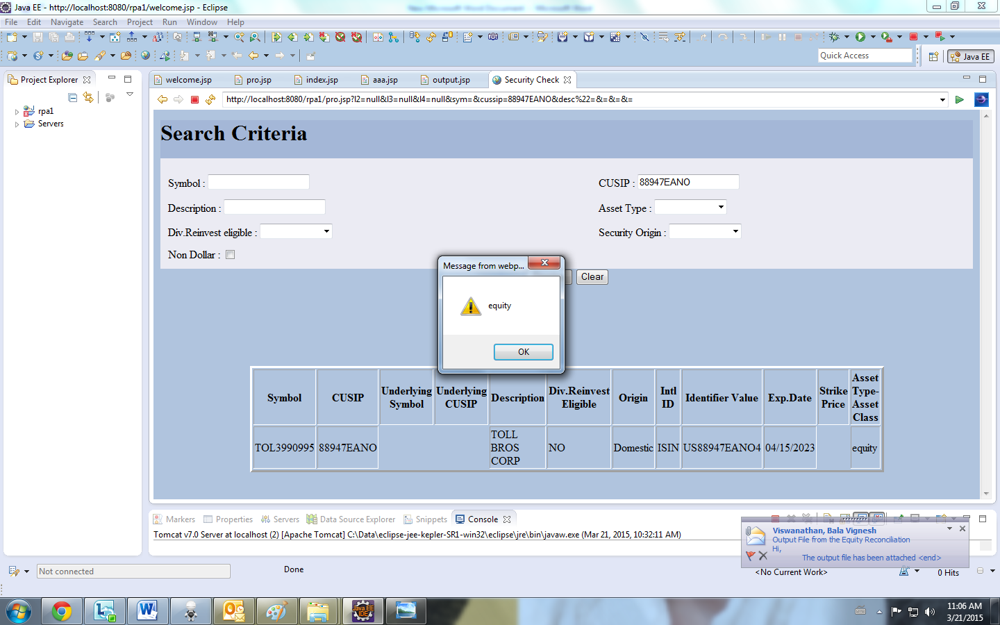 Java EE - http://localhost:8080/rpa1/welcome.jsp - Eclipse
File Edit Navigate Search Project Run Window Help
Quick Access
Java EE
Project Explorer
rpa1
Servers
welcome.jsp pro.jsp index.jsp aaa.jsp output.jsp Security Check
http://localhost:8080/rpa1/pro.jsp?l2=null&l3=null&l4=null&sym=&cussip=88947EANO&desc%22=&=&=&=
Search Criteria
Symbol :
CUSIP : 88947EANO
Description :
Asset Type :
Div.Reinvest eligible :
Security Origin :
Non Dollar :
Clear
Message from webp...
equity
OK
Symbol CUSIP Underlying Symbol Underlying CUSIP Description Div.Reinvest Eligible Origin Intl ID Identifier Value Exp.Date Strike Price Asset Type-Asset Class
TOL3990995 88947EANO TOLL BROS CORP NO Domestic ISIN US88947EANO4 04/15/2023 equity
Markers Properties Servers Data Source Explorer Snippets Console
Tomcat v7.0 Server at localhost (2) [Apache Tomcat] C:\Data\eclipse-jee-kepler-SR1-win32\eclipse\jre\bin\javaw.exe (Mar 21, 2015, 10:32:11 AM)
Viswanathan, Bala Vignesh
Output File from the Equity Reconciliation
Hi,
The output file has been attached <end>
Not connected
Done
<No Current Work>
0 Hits
Java EE
IDE
11:06 AM
3/21/2015